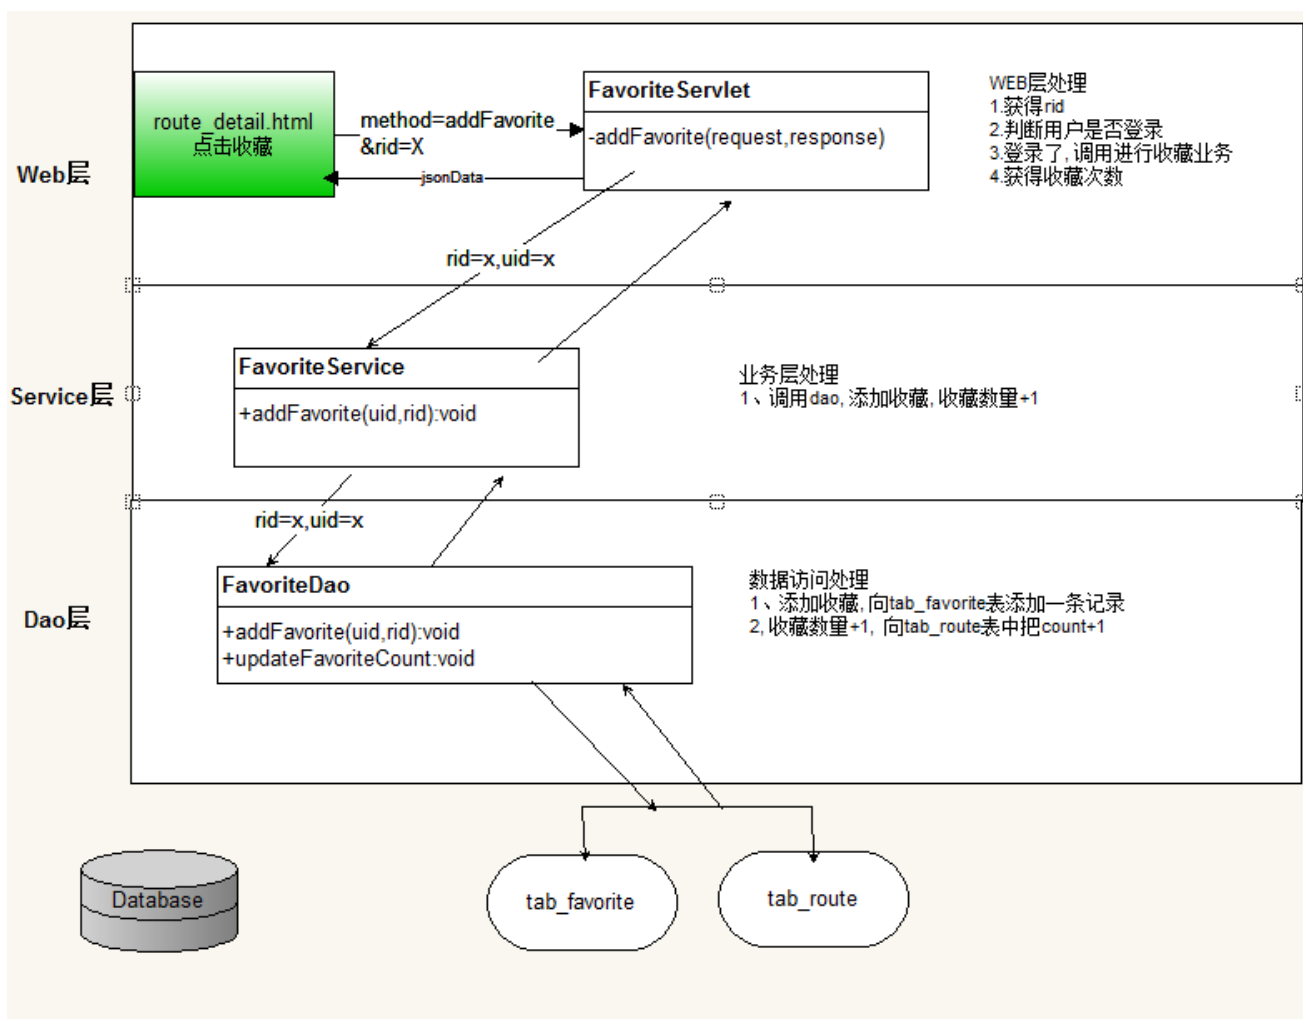 Web层
route_detail.html
点击收藏
method=addFavorite
&rid=X
jsonData
FavoriteServlet
-addFavorite(request,response)
WEB层处理
1.获得rid
2.判断用户是否登录
3.登录了,调用进行收藏业务
4.获得收藏次数
rid=x,uid=x
Service层
FavoriteService
+addFavorite(uid,rid):void
业务层处理
1、调用dao,添加收藏,收藏数量+1
rid=x,uid=x
Dao层
FavoriteDao
+addFavorite(uid,rid):void
+updateFavoriteCount:void
数据访问处理
1、添加收藏,向tab_favorite表添加一条记录
2,收藏数量+1, 向tab_route表中把count+1
Database
tab_favorite
tab_route